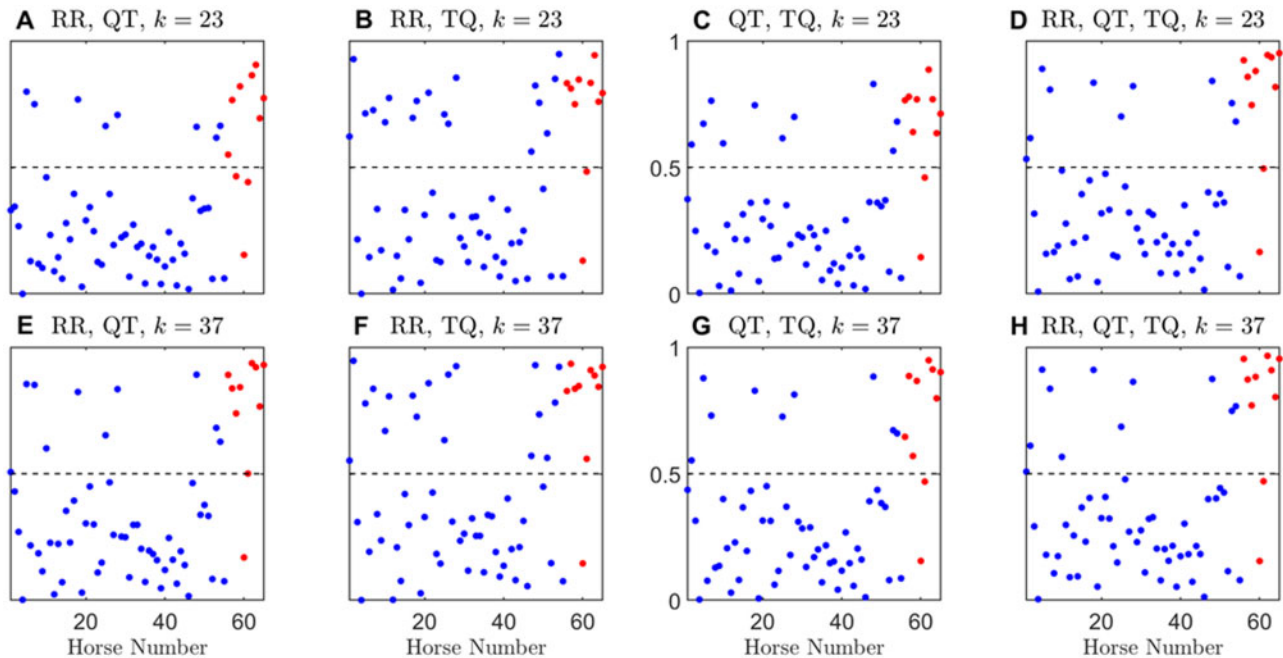 A RR, QT, k = 23
B RR, TQ, k = 23
C QT, TQ, k = 23
D RR, QT, TQ, k = 23
1
0.5
0
E RR, QT, k = 37
F RR, TQ, k = 37
G QT, TQ, k = 37
H RR, QT, TQ, k = 37
1
0.5
0
20 40 60
20 40 60
20 40 60
20 40 60
Horse Number
Horse Number
Horse Number
Horse Number